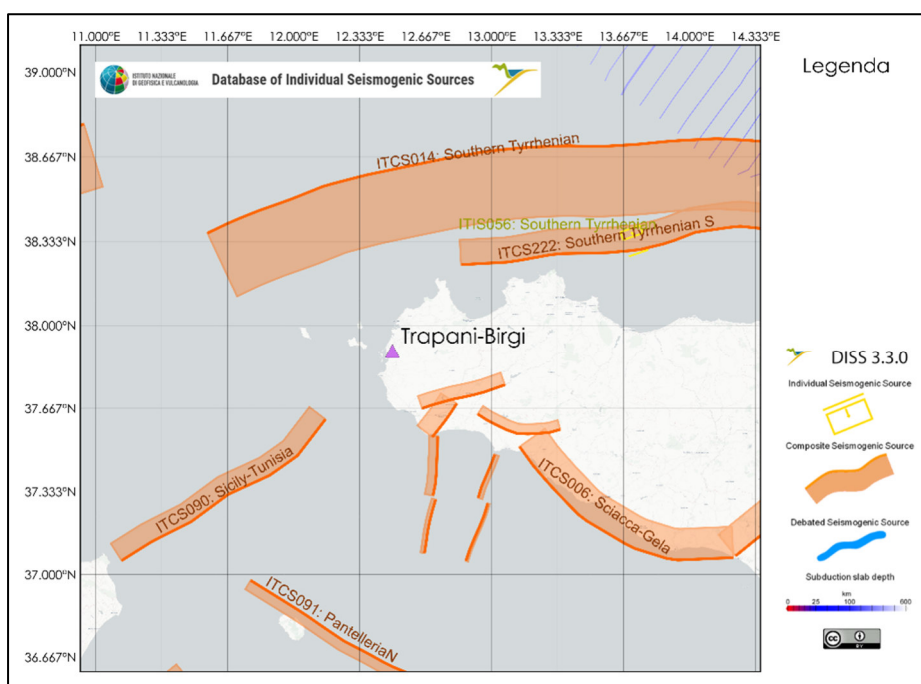 11.000°E 11.333°E 11.667°E 12.000°E 12.333°E 12.667°E 13.000°E 13.333°E 13.667°E 14.000°E 14.333°E
39.000°N
38.667°N
38.333°N
38.000°N
37.667°N
37.333°N
37.000°N
36.667°N
ISTITUTO NAZIONALE
DI GEOFISICA E VULCANOLOGIA
Database of Individual Seismogenic Sources
ITCS014: Southern Tyrrhenian
ITIS056: Southern Tyrrhenian
ITCS222: Southern Tyrrhenian S
Trapani-Birgi
ITCS090: Sicily-Tunisia
ITCS006: Sciacca-Gela
ITCS091: PantelleriaN
Legenda
DISS 3.3.0
Individual Seismogenic Source
Composite Seismogenic Source
Debated Seismogenic Source
Subduction slab depth
km
0 25 100 600
cc
BY